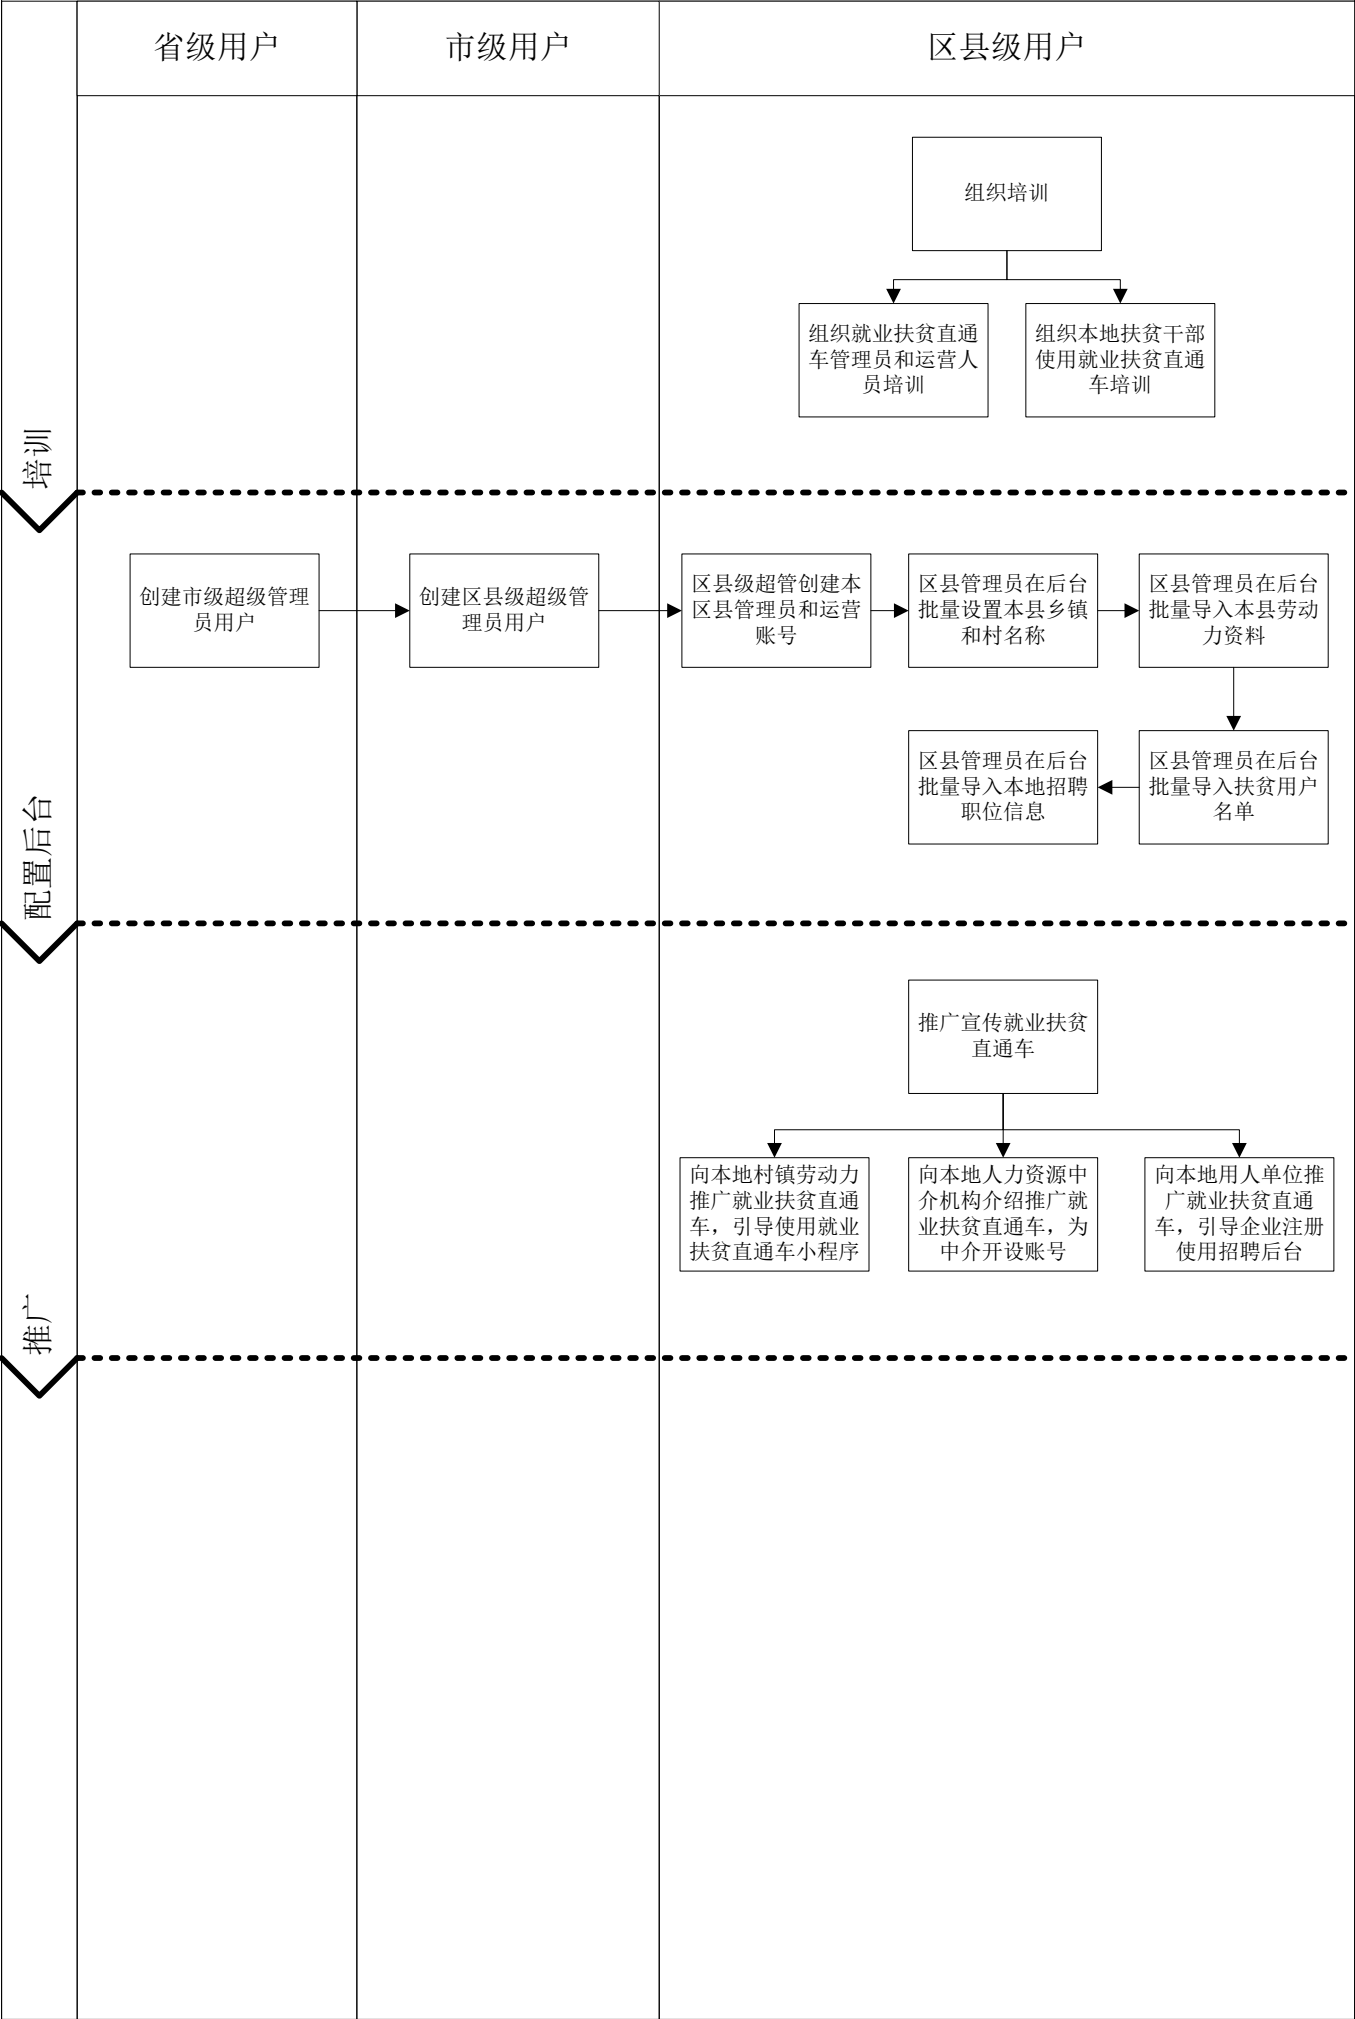 省级用户
市级用户
区县级用户
组织培训
组织就业扶贫直通
车管理员和运营人
员培训
组织本地扶贫干部
使用就业扶贫直通
车培训
培训
创建市级超级管理
员用户
创建区县级超级管
理员用户
区县级超管创建本
区县管理员和运营
账号
区县管理员在后台
批量设置本县乡镇
和村名称
区县管理员在后台
批量导入本县劳动
力资料
区县管理员在后台
批量导入本地招聘
职位信息
区县管理员在后台
批量导入扶贫用户
名单
配置后台
推广宣传就业扶贫
直通车
向本地村镇劳动力
推广就业扶贫直通
车，引导使用就业
扶贫直通车小程序
向本地人力资源中
介机构介绍推广就
业扶贫直通车，为
中介开设账号
向本地用人单位推
广就业扶贫直通
车，引导企业注册
使用招聘后台
推广